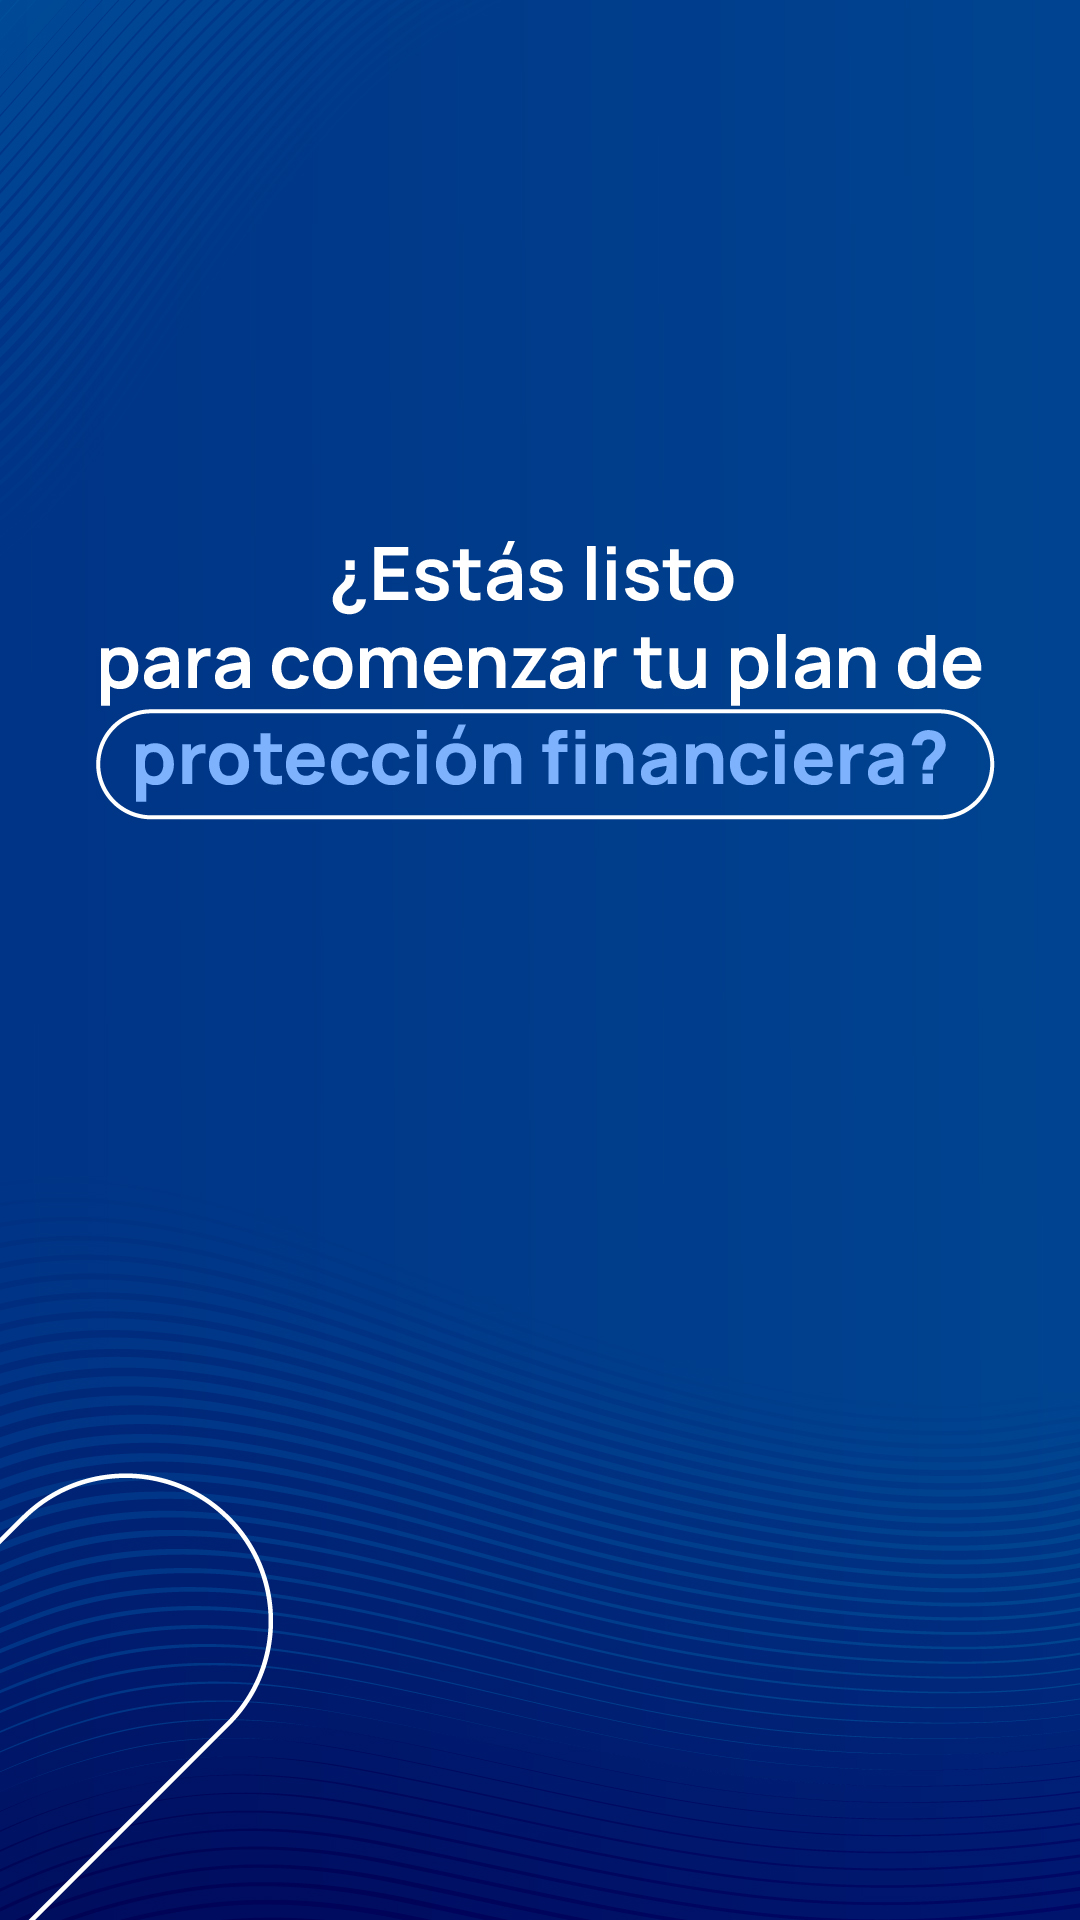 ¿Estás listo
para comenzar tu plan de
protección financiera?